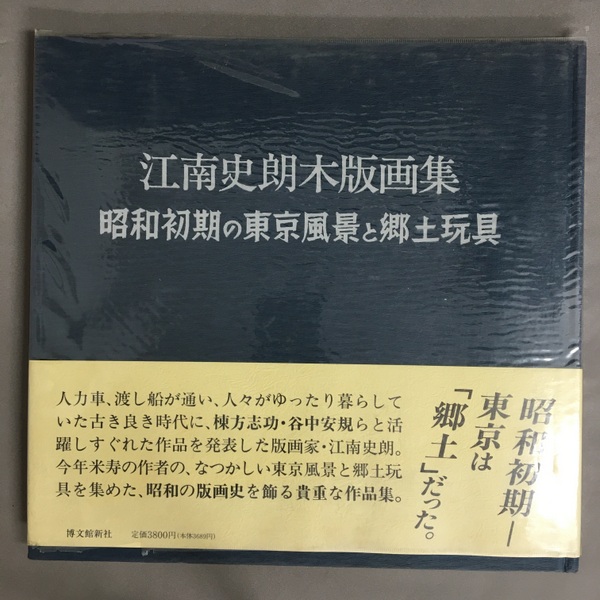 江南史朗木版画集
昭和初期の東京風景と郷土玩具
昭和初期—
東京は
「郷土」だった。
人力車、渡し船が通い、人々がゆったり暮らして
いた古き良き時代に、棟方志功・谷中安規らと活
躍しすぐれた作品を発表した版画家・江南史朗。
今年米寿の作者の、なつかしい東京風景と郷土玩
具を集めた、昭和の版画史を飾る貴重な作品集。
博文館新社 定価3800円(本体3689円)